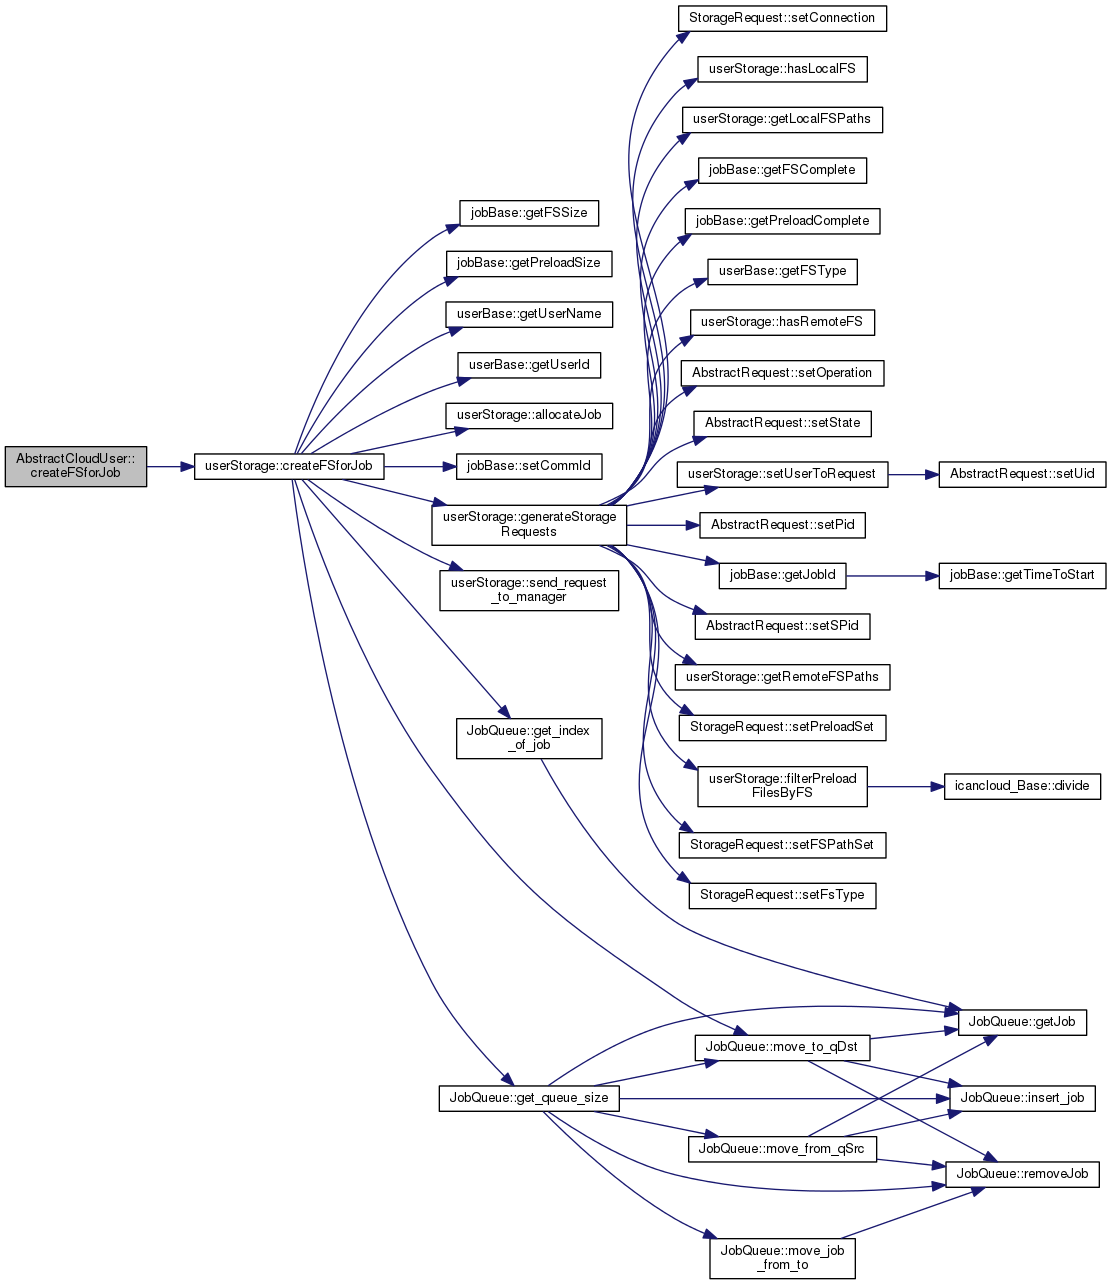 AbstractCloudUser::
createFSforJob
userStorage::createFSforJob
jobBase::getFSSize
jobBase::getPreloadSize
userBase::getUserName
userBase::getUserId
userStorage::allocateJob
jobBase::setCommId
userStorage::generateStorage
Requests
userStorage::send_request
_to_manager
JobQueue::get_index
_of_job
JobQueue::get_queue_size
StorageRequest::setConnection
userStorage::hasLocalFS
userStorage::getLocalFSPaths
jobBase::getFSComplete
jobBase::getPreloadComplete
userBase::getFSType
userStorage::hasRemoteFS
AbstractRequest::setOperation
AbstractRequest::setState
userStorage::setUserToRequest
AbstractRequest::setPid
jobBase::getJobId
AbstractRequest::setSPid
userStorage::getRemoteFSPaths
StorageRequest::setPreloadSet
userStorage::filterPreload
FilesByFS
StorageRequest::setFSPathSet
StorageRequest::setFsType
JobQueue::move_to_qDst
JobQueue::move_from_qSrc
JobQueue::move_job
_from_to
AbstractRequest::setUid
jobBase::getTimeToStart
icancloud_Base::divide
JobQueue::getJob
JobQueue::insert_job
JobQueue::removeJob